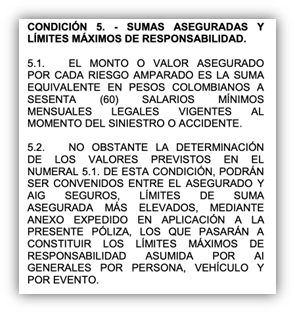 CONDICIÓN 5. - SUMAS ASEGURADAS Y
LÍMITES MÁXIMOS DE RESPONSABILIDAD.
5.1. EL MONTO O VALOR ASEGURADO
POR CADA RIESGO AMPARADO ES LA SUMA
EQUIVALENTE EN PESOS COLOMBIANOS A
SESENTA (60) SALARIOS MÍNIMOS
MENSUALES LEGALES VIGENTES AL
MOMENTO DEL SINIESTRO O ACCIDENTE.
5.2. NO OBSTANTE LA DETERMINACIÓN
DE LOS VALORES PREVISTOS EN EL
NUMERAL 5.1. DE ESTA CONDICIÓN, PODRÁN
SER CONVENIDOS ENTRE EL ASEGURADO Y
AIG SEGUROS, LÍMITES DE SUMA
ASEGURADA MÁS ELEVADOS, MEDIANTE
ANEXO EXPEDIDO EN APLICACIÓN A LA
PRESENTE PÓLIZA, LOS QUE PASARÁN A
CONSTITUIR LOS LÍMITES MÁXIMOS DE
RESPONSABILIDAD ASUMIDA POR AI
GENERALES POR PERSONA, VEHÍCULO Y
POR EVENTO.